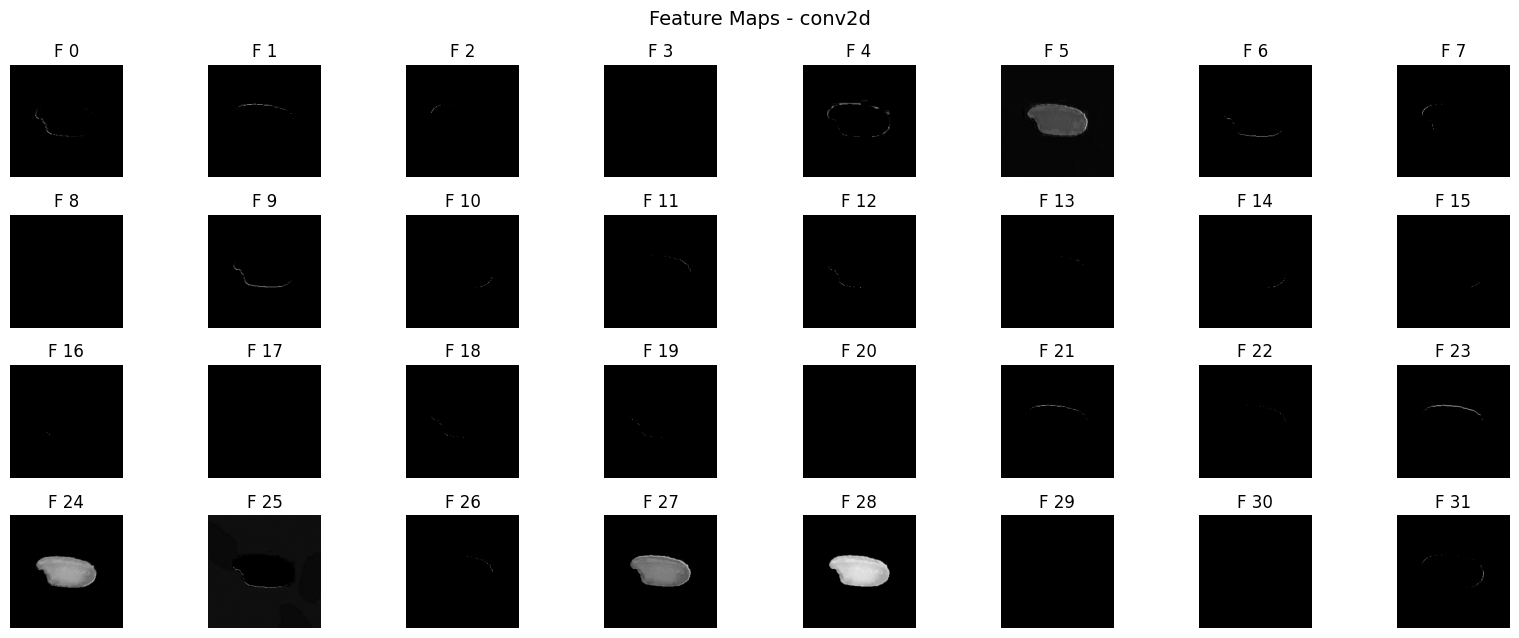 Feature Maps - conv2d
F 0 F 1 F 2 F 3 F 4 F 5 F 6 F 7
F 8 F 9 F 10 F 11 F 12 F 13 F 14 F 15
F 16 F 17 F 18 F 19 F 20 F 21 F 22 F 23
F 24 F 25 F 26 F 27 F 28 F 29 F 30 F 31